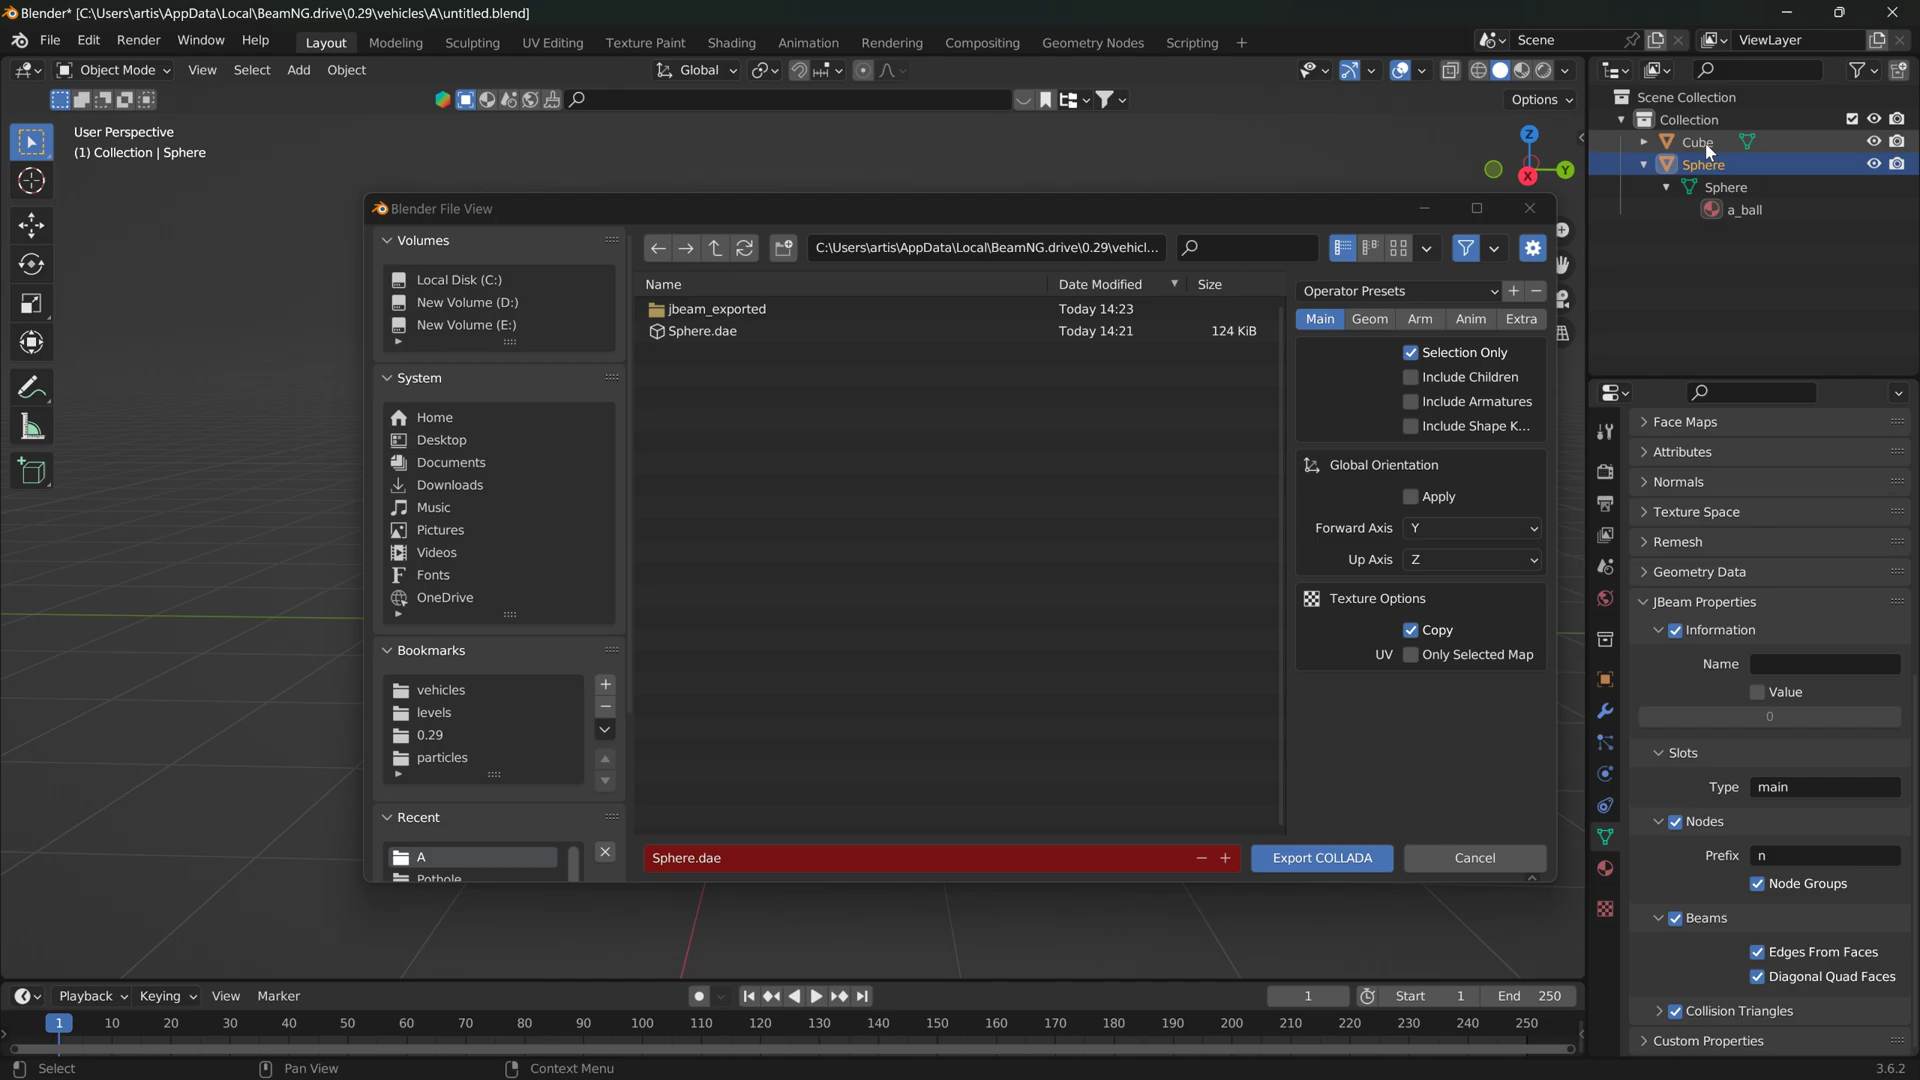 Blender* [C:\Users\artis\AppData\Local\BeamNG.drive\0.29\vehicles\A\untitled.blend]
File Edit Render Window Help Layout Modeling Sculpting UV Editing Texture Paint Shading Animation Rendering Compositing Geometry Nodes Scripting + Scene ViewLayer
Object Mode View Select Add Object Global
Options
User Perspective
(1) Collection | Sphere
Z
Y
X
Scene Collection
Collection
Cube
Sphere
Sphere
a_ball
Blender File View
Volumes
Local Disk (C:)
New Volume (D:)
New Volume (E:)
System
Home
Desktop
Documents
Downloads
Music
Pictures
Videos
Fonts
OneDrive
Bookmarks
vehicles
levels
0.29
particles
Recent
A
Pothole
C:\Users\artis\AppData\Local\BeamNG.drive\0.29\vehicl...
Name Date Modified Size
jbeam_exported Today 14:23
Sphere.dae Today 14:21 124 KiB
Operator Presets
Main Geom Arm Anim Extra
Selection Only
Include Children
Include Armatures
Include Shape K...
Global Orientation
Apply
Forward Axis Y
Up Axis Z
Texture Options
Copy
UV Only Selected Map
Sphere.dae
Export COLLADA Cancel
Face Maps
Attributes
Normals
Texture Space
Remesh
Geometry Data
JBeam Properties
Information
Name
Value
0
Slots
Type main
Nodes
Prefix n
Node Groups
Beams
Edges From Faces
Diagonal Quad Faces
Collision Triangles
Custom Properties
Playback Keying View Marker 1 Start 1 End 250
1 10 20 30 40 50 60 70 80 90 100 110 120 130 140 150 160 170 180 190 200 210 220 230 240 250
Select Pan View Context Menu 3.6.2